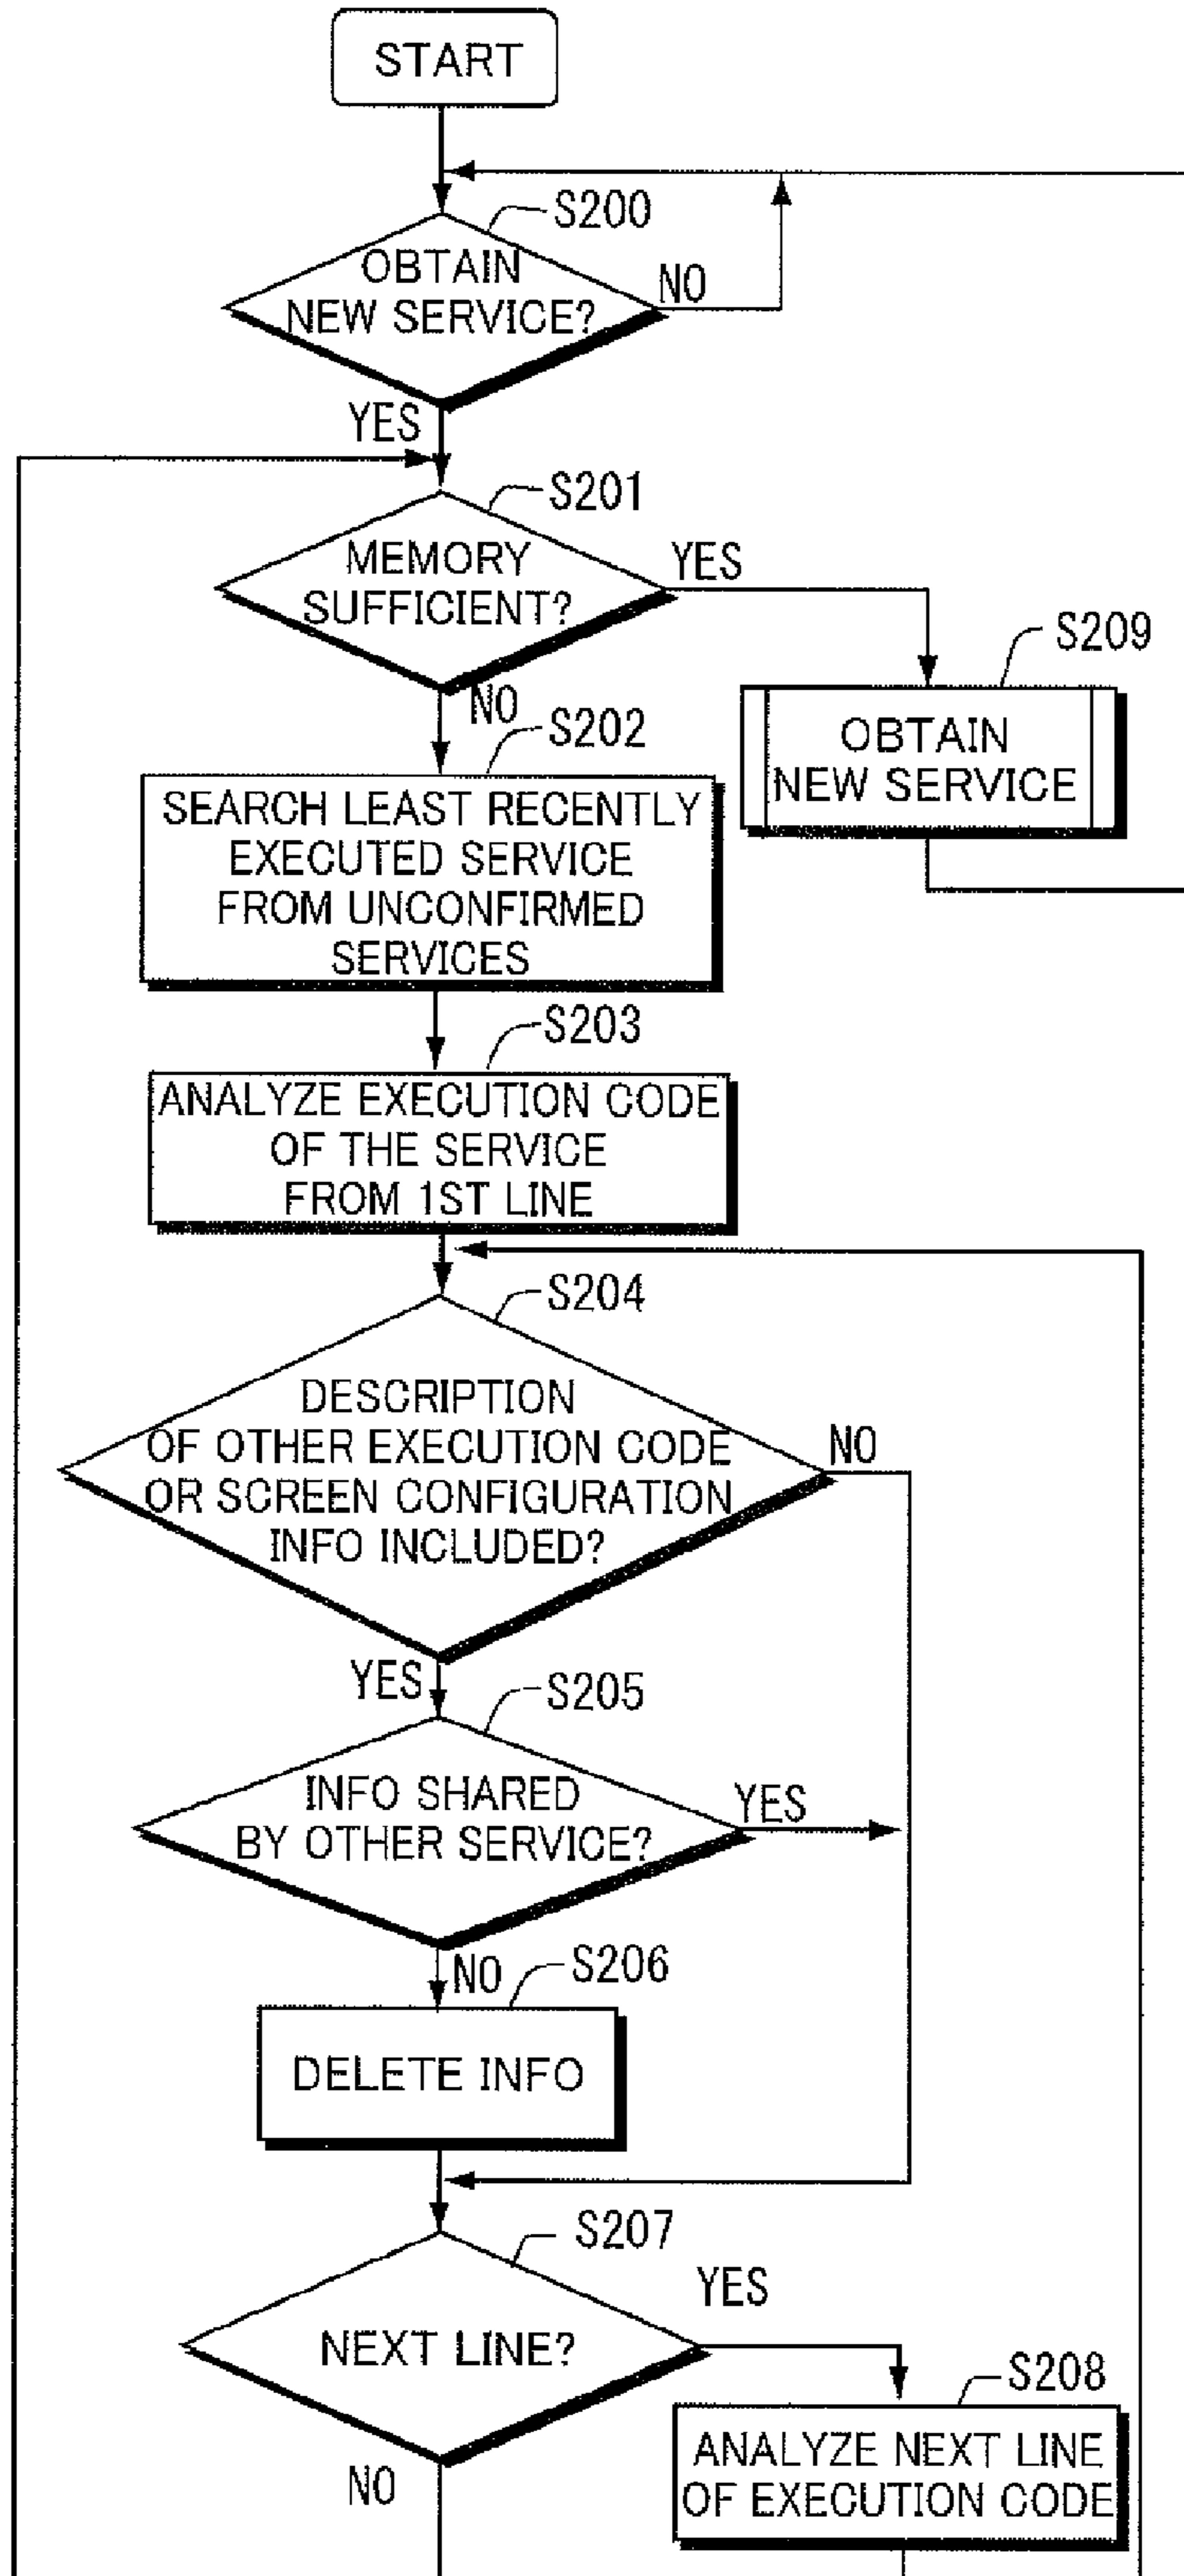 START
S200
OBTAIN
NEW SERVICE?
NO
YES
S201
MEMORY
SUFFICIENT?
YES
NO
S209
OBTAIN
NEW SERVICE
S202
SEARCH LEAST RECENTLY
EXECUTED SERVICE
FROM UNCONFIRMED
SERVICES
S203
ANALYZE EXECUTION CODE
OF THE SERVICE
FROM 1ST LINE
S204
DESCRIPTION
OF OTHER EXECUTION CODE
OR SCREEN CONFIGURATION
INFO INCLUDED?
NO
YES
S205
INFO SHARED
BY OTHER SERVICE?
YES
NO
S206
DELETE INFO
S207
NEXT LINE?
YES
NO
S208
ANALYZE NEXT LINE
OF EXECUTION CODE